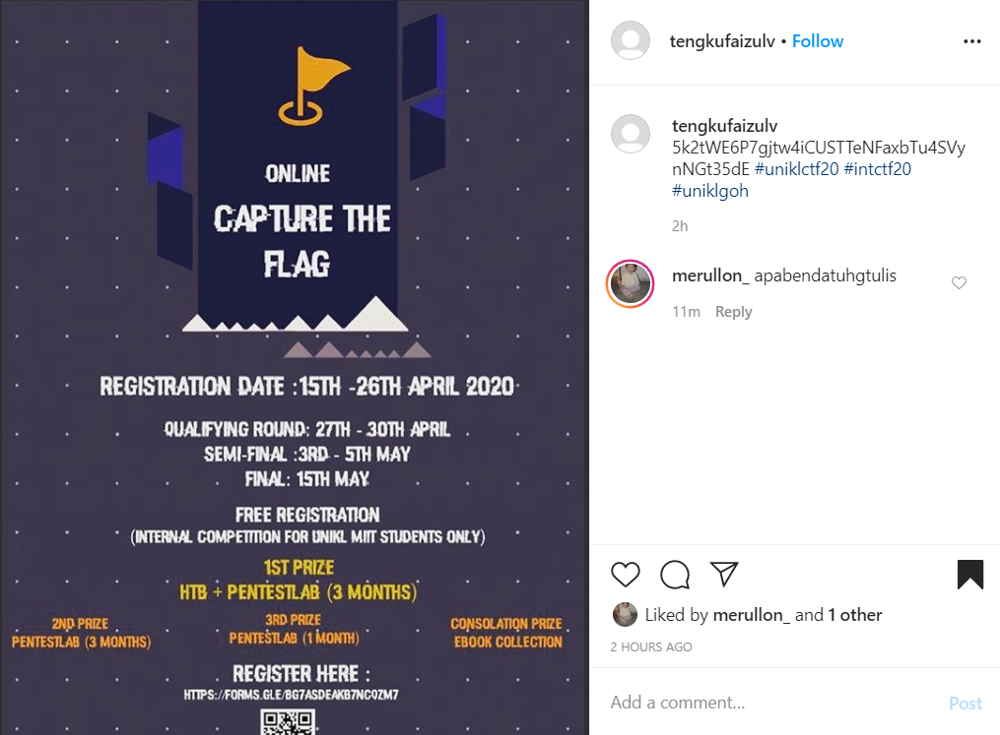 ONLINE
CAPTURE THE
FLAG
REGISTRATION DATE :15TH -26TH APRIL 2020
QUALIFYING ROUND: 27TH - 30TH APRIL
SEMI-FINAL :3RD - 5TH MAY
FINAL: 15TH MAY
FREE REGISTRATION
(INTERNAL COMPETITION FOR UNIKL MIIT STUDENTS ONLY)
1ST PRIZE
HTB + PENTESTLAB (3 MONTHS)
2ND PRIZE
PENTESTLAB (3 MONTHS)
3RD PRIZE
PENTESTLAB (1 MONTH)
CONSOLATION PRIZE
EBOOK COLLECTION
REGISTER HERE :
HTTPS://FORMS.GLE/BG7ASDEAKB7NCQZM7
tengkufaizulv • Follow
tengkufaizulv
5k2tWE6P7gjtw4iCUSTTeNFaxbTu4SVy
nNGt35dE #uniklctf20 #intctf20
#uniklgoh
2h
merullon_ apabendatuhgtulis
11m Reply
Liked by merullon_ and 1 other
2 HOURS AGO
Add a comment... Post